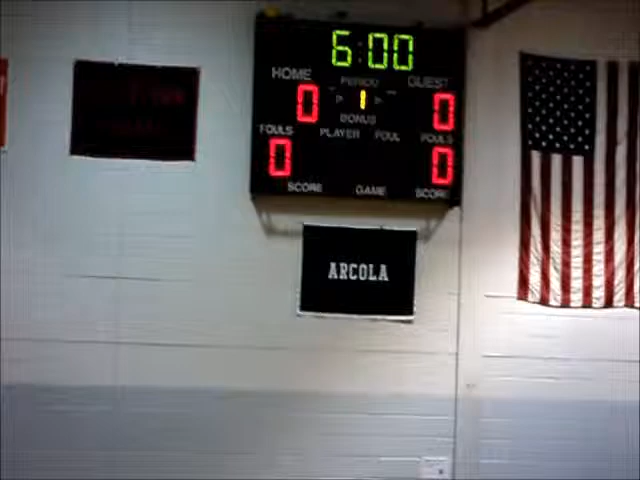 6:00
HOME PERIOD GUEST
0 1 0
BONUS
FOULS PLAYER FOUL FOULS
0 0
SCORE GAME SCORE
ARCOLA